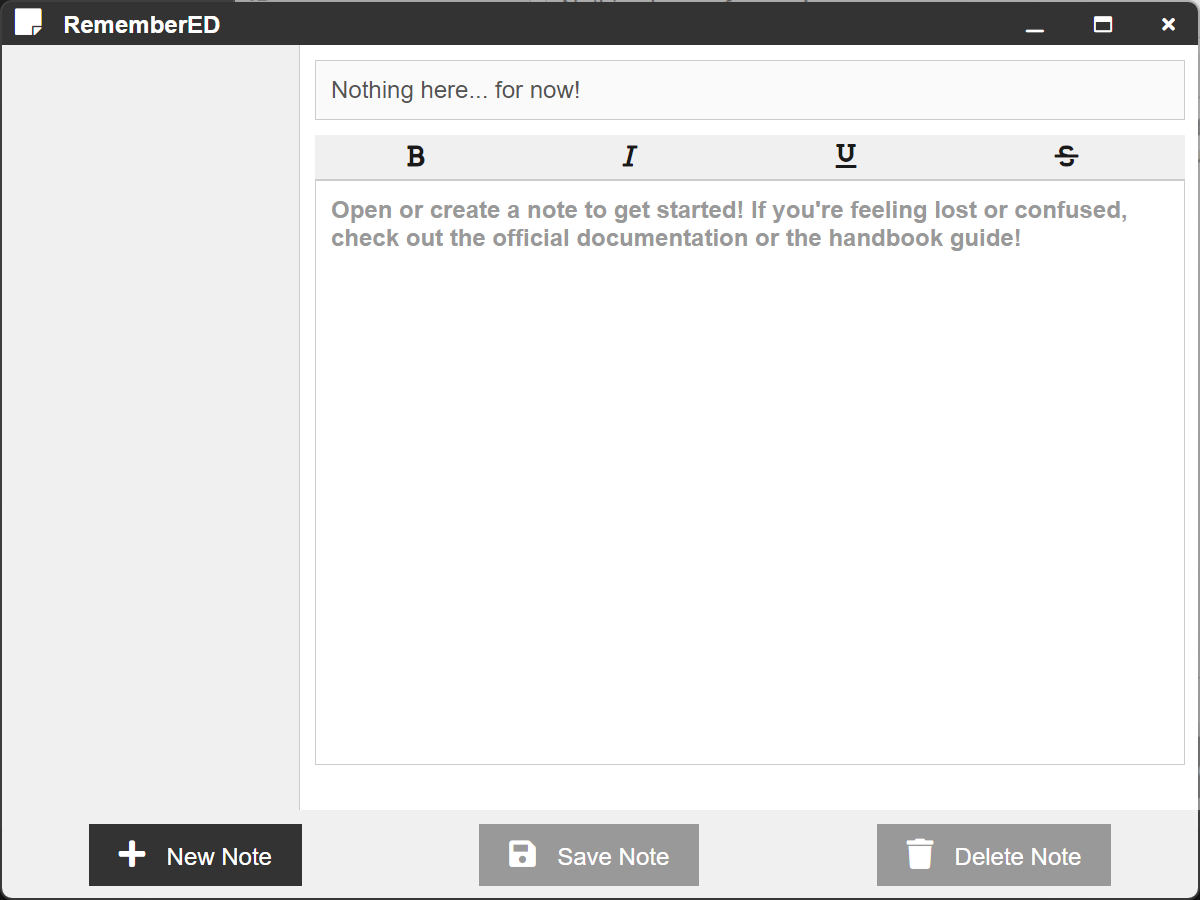 RememberED
Nothing here... for now!
B I U S
Open or create a note to get started! If you're feeling lost or confused,
check out the official documentation or the handbook guide!
New Note Save Note Delete Note